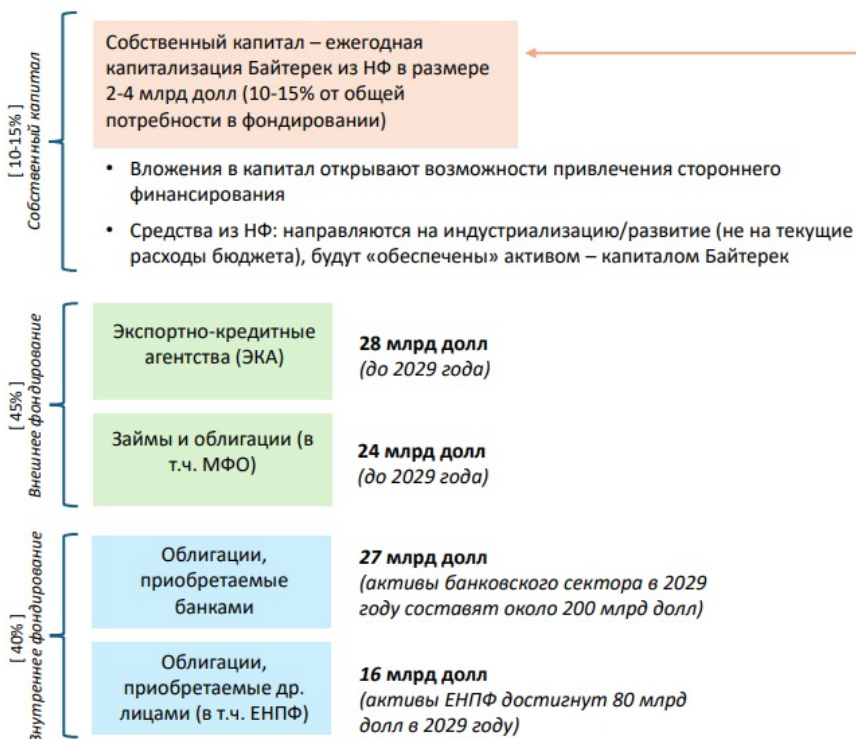 [ 10-15% ]
Собственный капитал
Собственный капитал – ежегодная
капитализация Байтерек из НФ в размере
2-4 млрд долл (10-15% от общей
потребности в фондировании)
• Вложения в капитал открывают возможности привлечения стороннего
финансирования
• Средства из НФ: направляются на индустриализацию/развитие (не на текущие
расходы бюджета), будут «обеспечены» активом – капиталом Байтерек
[ 45% ]
Внешнее фондирование
Экспортно-кредитные
агентства (ЭКА)
28 млрд долл
(до 2029 года)
Займы и облигации (в
т.ч. МФО)
24 млрд долл
(до 2029 года)
[ 40% ]
Внутреннее фондирование
Облигации,
приобретаемые
банками
27 млрд долл
(активы банковского сектора в 2029
году составят около 200 млрд долл)
Облигации,
приобретаемые др.
лицами (в т.ч. ЕНПФ)
16 млрд долл
(активы ЕНПФ достигнут 80 млрд
долл в 2029 году)